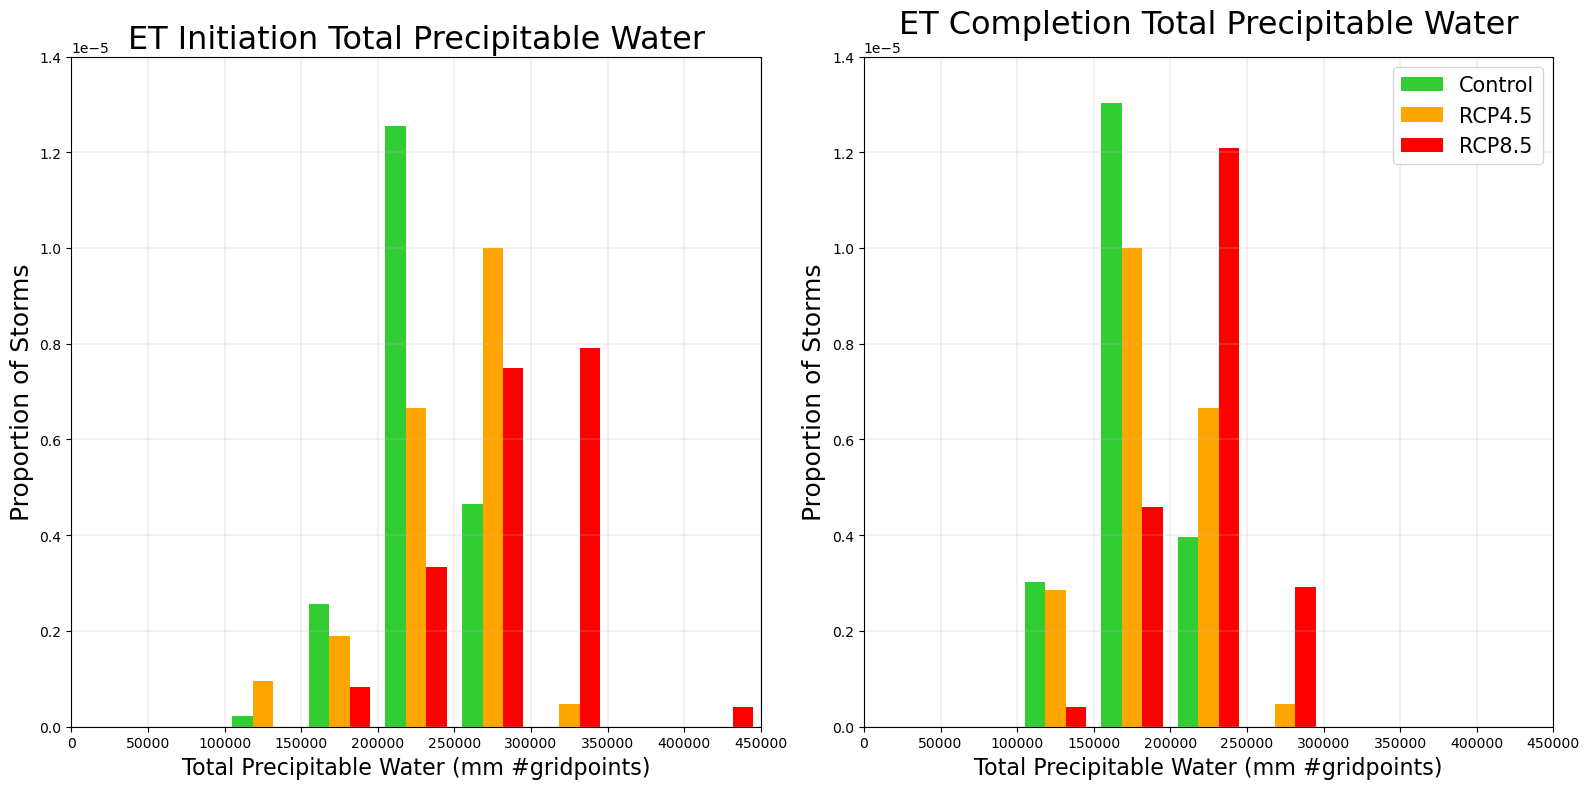 ET Initiation Total Precipitable Water
1e−5
1.4
1.2
1.0
0.8
0.6
0.4
0.2
0.0
Proportion of Storms
0 50000 100000 150000 200000 250000 300000 350000 400000 450000
Total Precipitable Water (mm #gridpoints)
ET Completion Total Precipitable Water
1e−5
1.4
1.2
1.0
0.8
0.6
0.4
0.2
0.0
Proportion of Storms
Control
RCP4.5
RCP8.5
0 50000 100000 150000 200000 250000 300000 350000 400000 450000
Total Precipitable Water (mm #gridpoints)